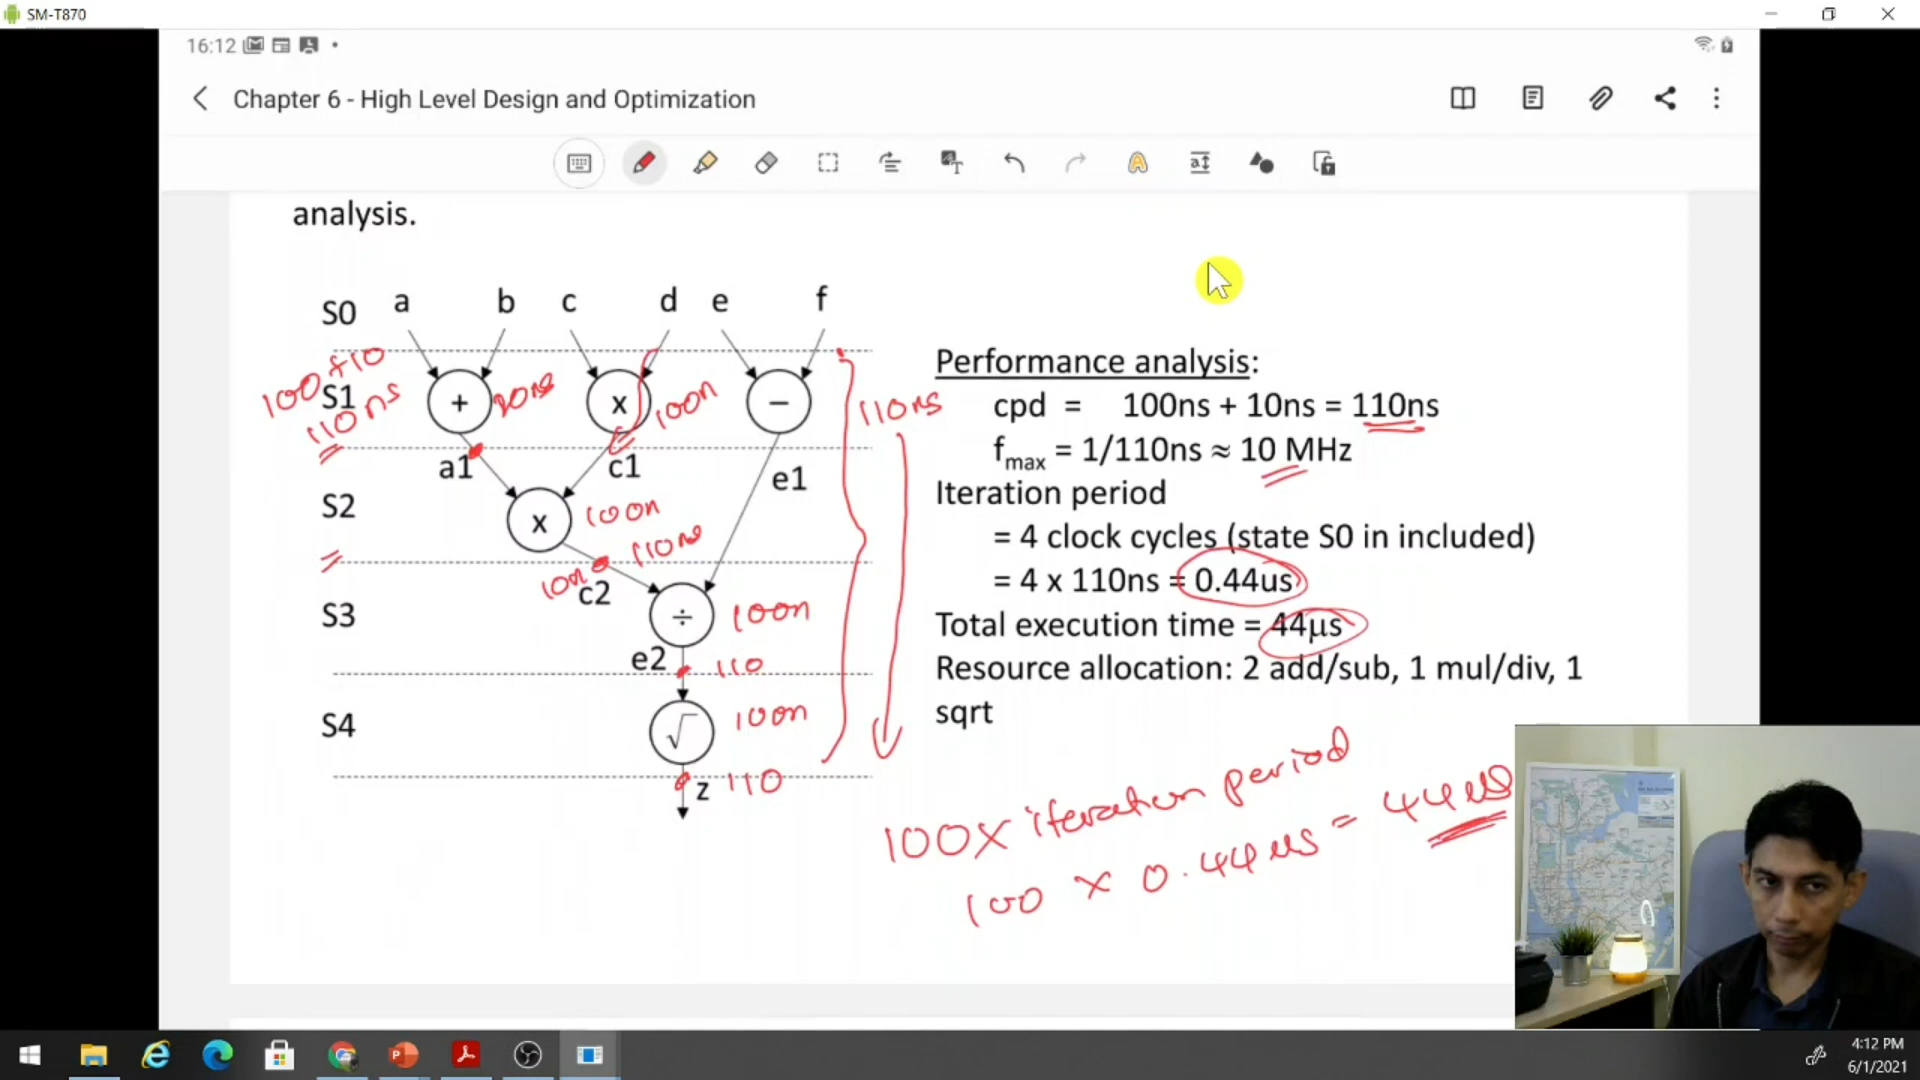 SM-T870
16:12
Chapter 6 - High Level Design and Optimization
analysis.
S0 a b c d e f
100+10
S1 + 20ns x 100n −
110ns
110ns
a1 c1 e1
S2 x 100n
110ns
10n c2
S3 ÷ 100n
e2 110
S4 √ 100n
z 110
Performance analysis:
cpd = 100ns + 10ns = 110ns
fmax = 1/110ns ≈ 10 MHz
Iteration period
= 4 clock cycles (state S0 in included)
= 4 x 110ns = 0.44us
Total execution time = 44µs
Resource allocation: 2 add/sub, 1 mul/div, 1
sqrt
100x iteration period
100 x 0.44us = 44us
4:12 PM
6/1/2021